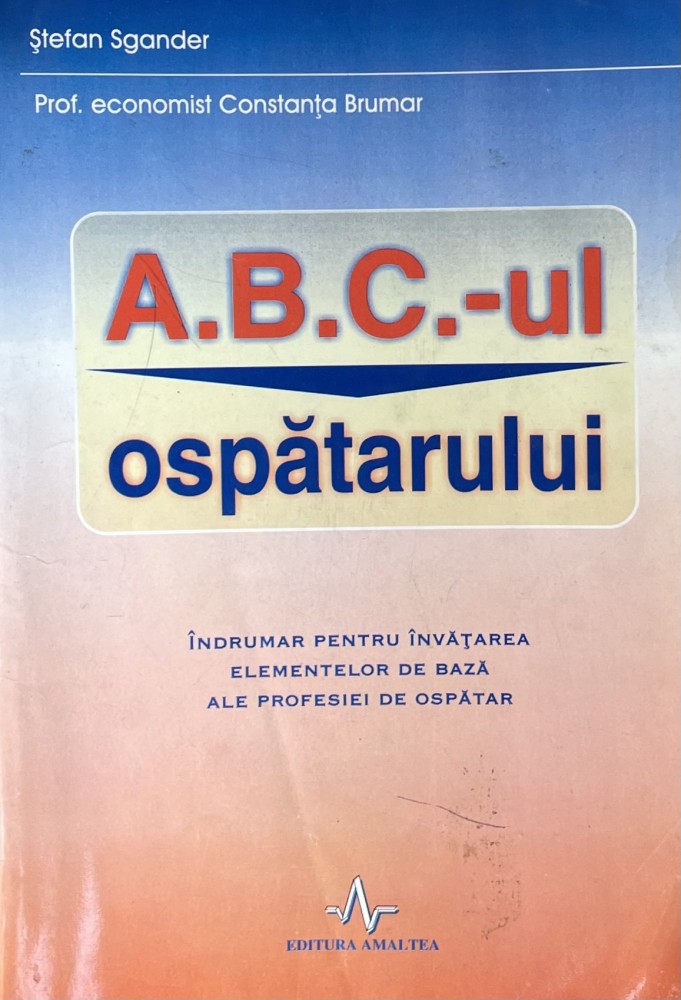 Ştefan Sgander
Prof. economist Constanţa Brumar
A.B.C.-ul
ospătarului
ÎNDRUMAR PENTRU ÎNVĂŢAREA
ELEMENTELOR DE BAZĂ
ALE PROFESIEI DE OSPĂTAR
EDITURA AMALTEA